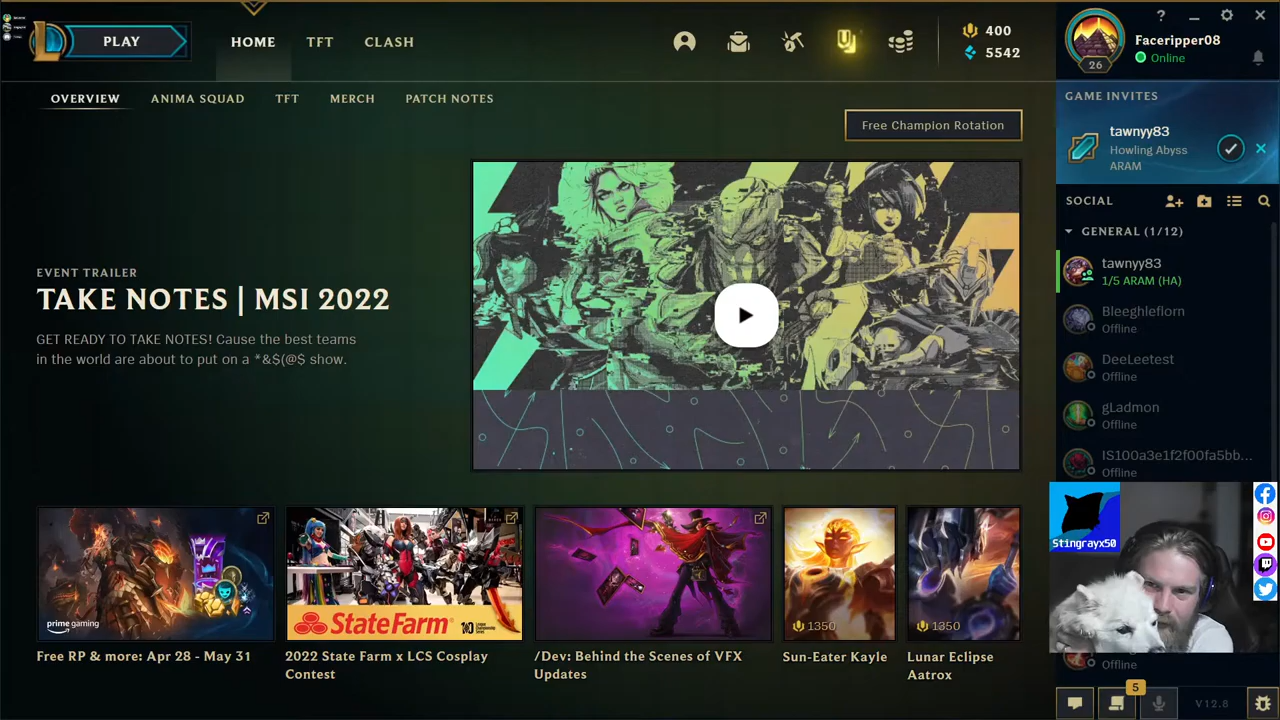 PLAY
HOME
TFT
CLASH
400
5542
?
26
Faceripper08
Online
OVERVIEW
ANIMA SQUAD
TFT
MERCH
PATCH NOTES
Free Champion Rotation
GAME INVITES
tawnyy83
Howling Abyss
ARAM
SOCIAL
GENERAL (1/12)
tawnyy83
1/5 ARAM (HA)
Bleeghleflorn
Offline
DeeLeetest
Offline
gLadmon
Offline
IS100a3e1f2f00fa5bb...
Offline
EVENT TRAILER
TAKE NOTES | MSI 2022
GET READY TO TAKE NOTES! Cause the best teams
in the world are about to put on a *&$(@$ show.
Stingrayx50
prime gaming
State Farm
1350
1350
Free RP & more: Apr 28 - May 31
2022 State Farm x LCS Cosplay
Contest
/Dev: Behind the Scenes of VFX
Updates
Sun-Eater Kayle
Lunar Eclipse
Aatrox
Offline
5
V12.8